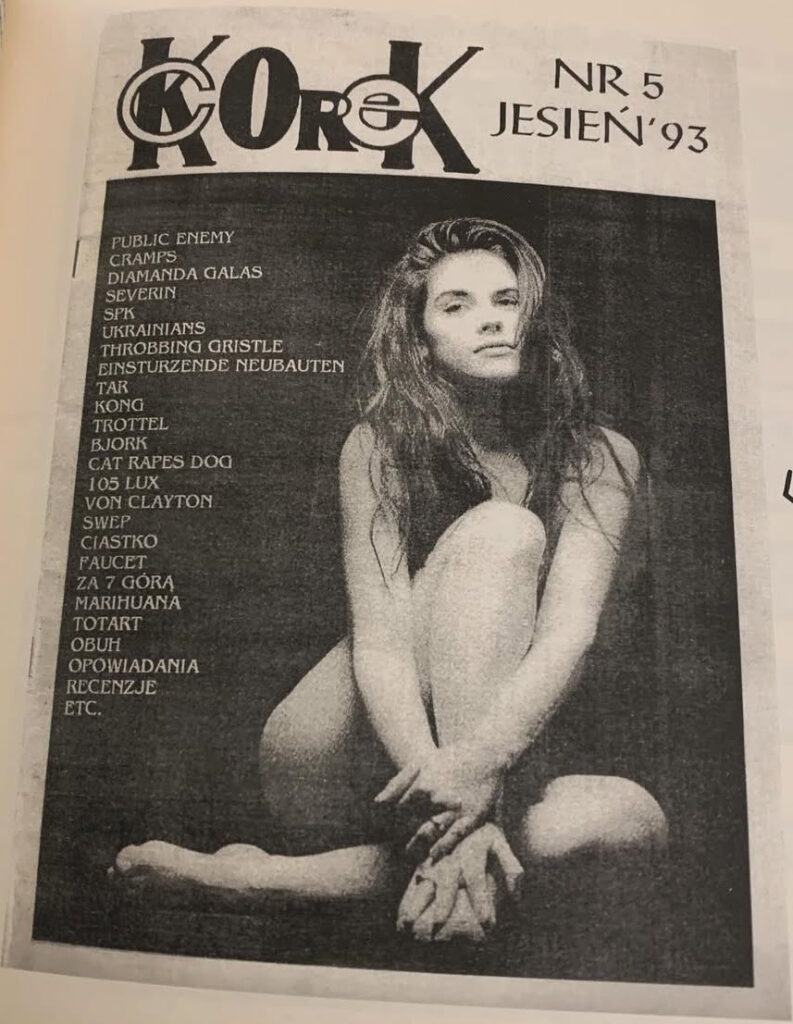 KOREK
NR 5
JESIEŃ '93
PUBLIC ENEMY
CRAMPS
DIAMANDA GALAS
SEVERIN
SPK
UKRAINIANS
THROBBING GRISTLE
EINSTURZENDE NEUBAUTEN
TAR
KONG
TROTTEL
BJORK
CAT RAPES DOG
105 LUX
VON CLAYTON
SWEP
CIASTKO
FAUCET
ZA 7 GÓRĄ
MARIHUANA
TOTART
OBUH
OPOWIADANIA
RECENZJE
ETC.